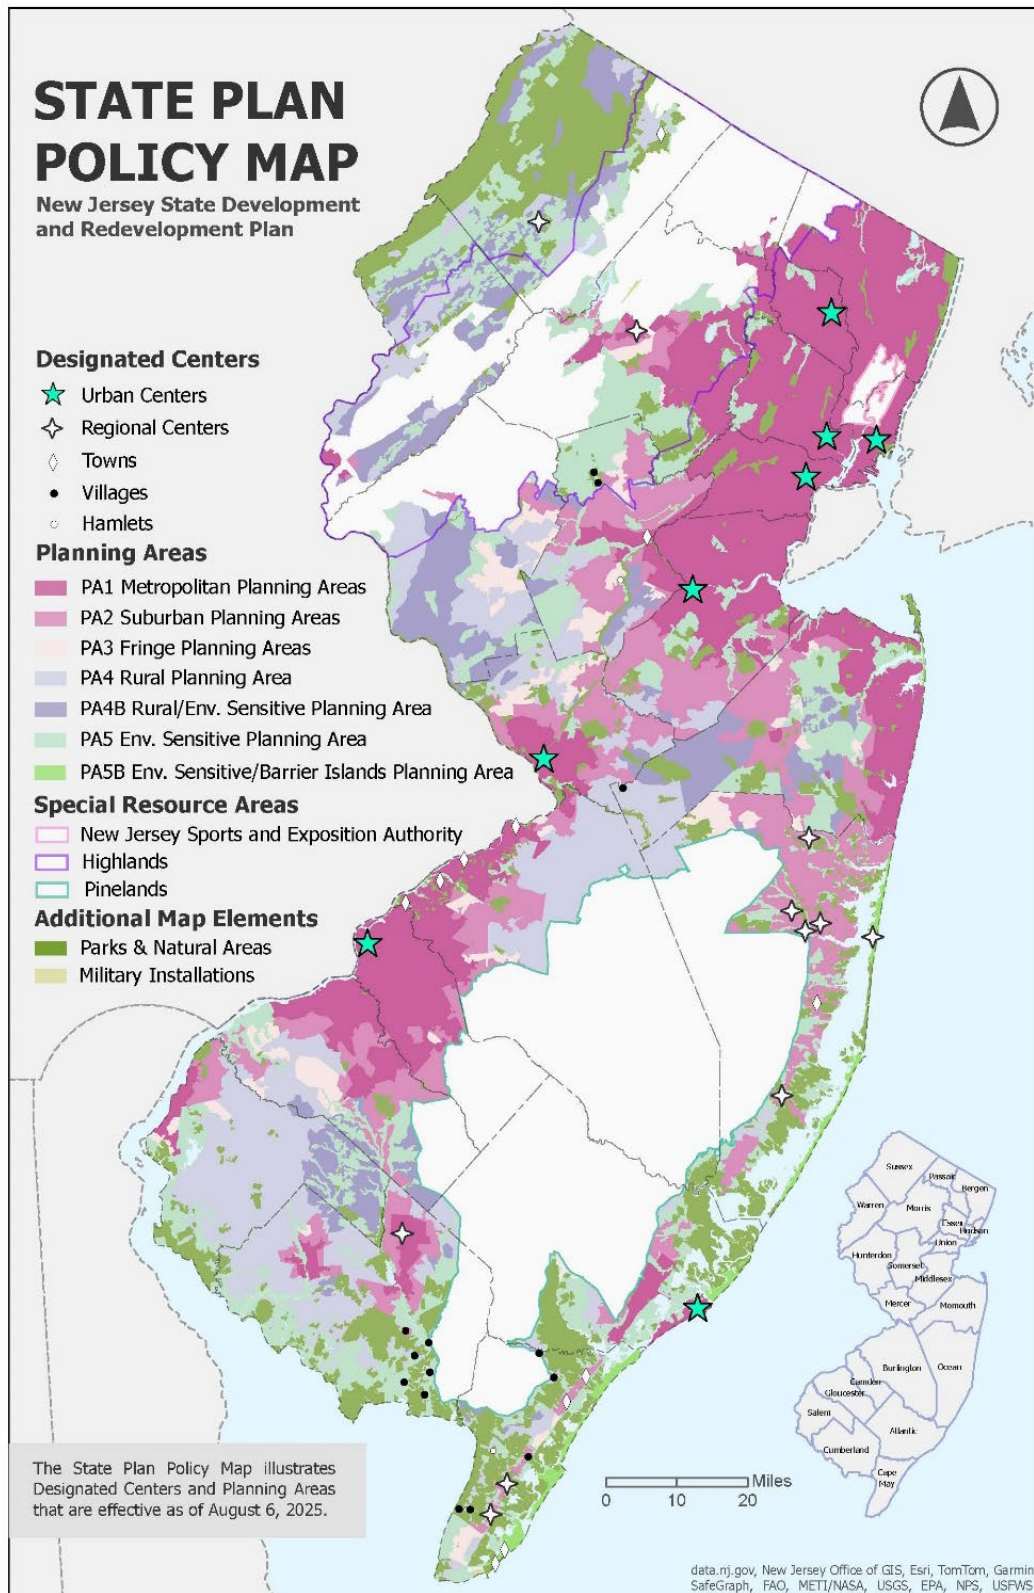 STATE PLAN
POLICY MAP
New Jersey State Development
and Redevelopment Plan
Designated Centers
Urban Centers
Regional Centers
Towns
Villages
Hamlets
Planning Areas
PA1 Metropolitan Planning Areas
PA2 Suburban Planning Areas
PA3 Fringe Planning Areas
PA4 Rural Planning Area
PA4B Rural/Env. Sensitive Planning Area
PA5 Env. Sensitive Planning Area
PA5B Env. Sensitive/Barrier Islands Planning Area
Special Resource Areas
New Jersey Sports and Exposition Authority
Highlands
Pinelands
Additional Map Elements
Parks & Natural Areas
Military Installations
Sussex
Passaic
Bergen
Warren
Morris
Essex
Hudson
Union
Hunterdon
Somerset
Middlesex
Mercer
Monmouth
Ocean
Burlington
Camden
Gloucester
Salem
Atlantic
Cumberland
Cape
May
The State Plan Policy Map illustrates
Designated Centers and Planning Areas
that are effective as of August 6, 2025.
Miles
0 10 20
data.nj.gov, New Jersey Office of GIS, Esri, TomTom, Garmin
SafeGraph, FAO, METI/NASA, USGS, EPA, NPS, USFWS